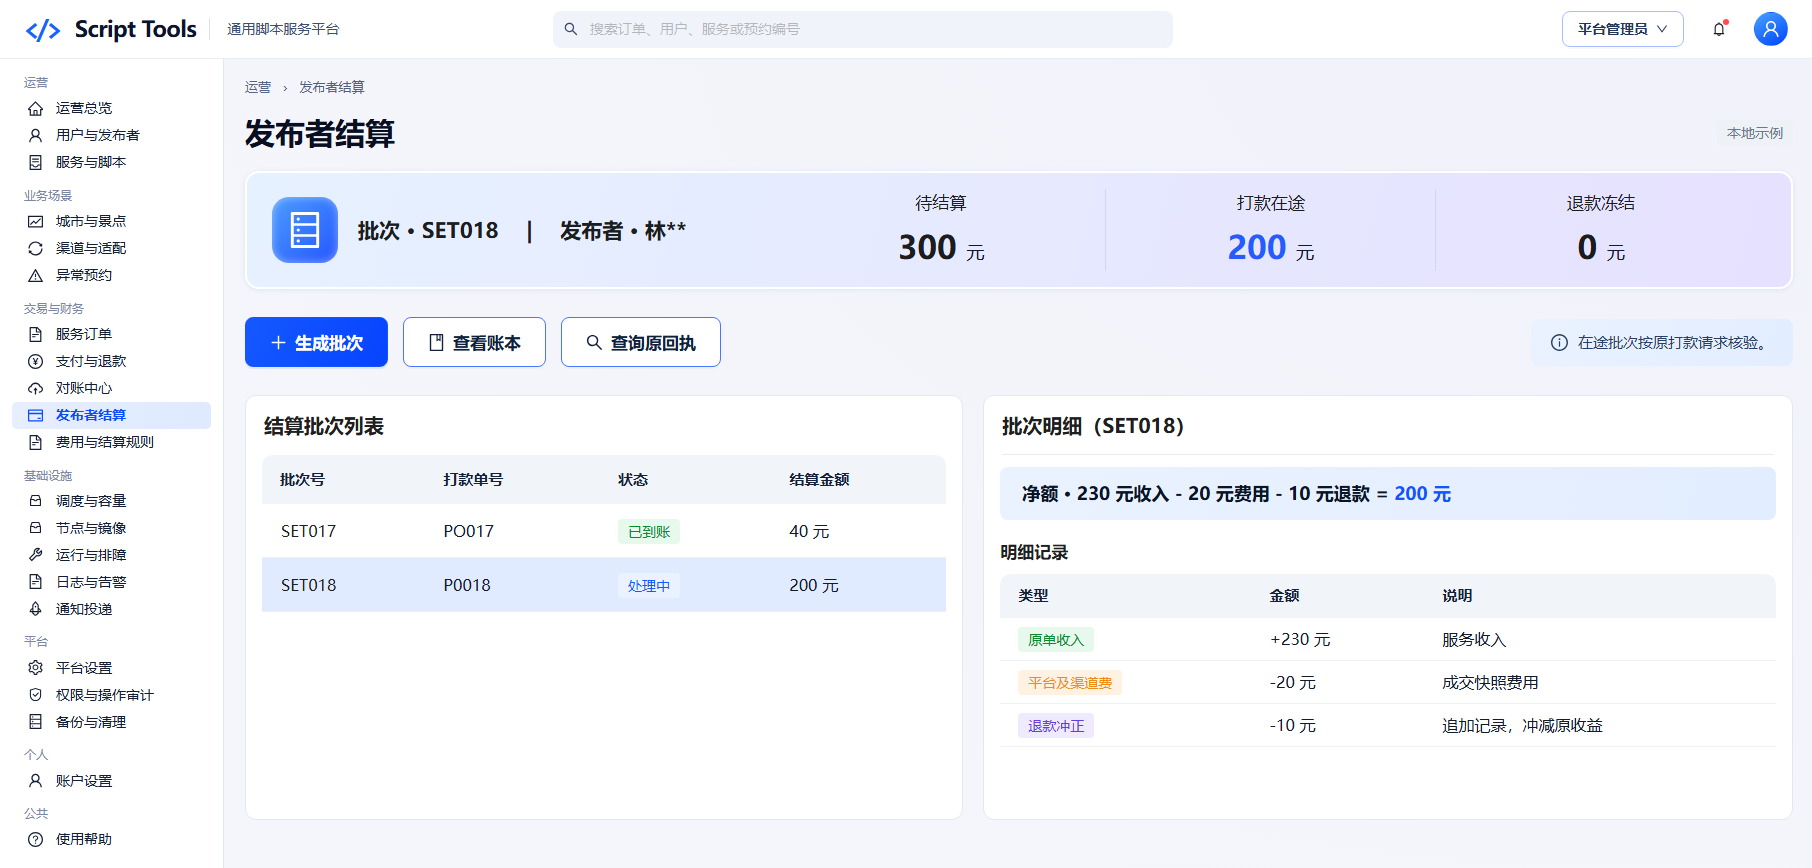 </> Script Tools 通用脚本服务平台
搜索订单、用户、服务或预约编号
平台管理员
运营
运营总览
用户与发布者
服务与脚本
业务场景
城市与景点
渠道与适配
异常预约
交易与财务
服务订单
支付与退款
对账中心
发布者结算
费用与结算规则
基础设施
调度与容量
节点与镜像
运行与排障
日志与告警
通知投递
平台
平台设置
权限与操作审计
备份与清理
个人
账户设置
公共
使用帮助
运营 › 发布者结算
发布者结算
本地示例
批次・SET018 | 发布者・林**
待结算
300 元
打款在途
200 元
退款冻结
0 元
生成批次
查看账本
查询原回执
在途批次按原打款请求核验。
结算批次列表
批次号 打款单号 状态 结算金额
SET017 PO017 已到账 40 元
SET018 P0018 处理中 200 元
批次明细（SET018）
净额・230 元收入 - 20 元费用 - 10 元退款 = 200 元
明细记录
类型 金额 说明
原单收入 +230 元 服务收入
平台及渠道费 -20 元 成交快照费用
退款冲正 -10 元 追加记录，冲减原收益